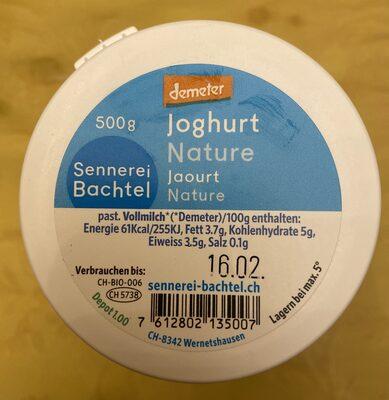 demeter
500g
Joghurt
Nature
Jaourt
Nature
Sennerei
Bachtel
past. Vollmilch*(*Demeter)/100g enthalten:
Energie 61Kcal/255KJ, Fett 3.7g, Kohlenhydrate 5g,
Eiweiss 3.5g, Salz 0.1g
16.02.
Verbrauchen bis:
sennerei-bachtel.ch
CH-BIO-006
CH 5738
Depot 1.00
Lagern bei max. 5°
7 612802 135007
CH-8342 Wernetshausen